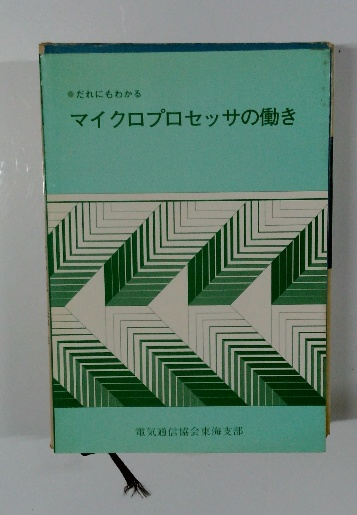 ●だれにもわかる
マイクロプロセッサの働き
電気通信協会東海支部